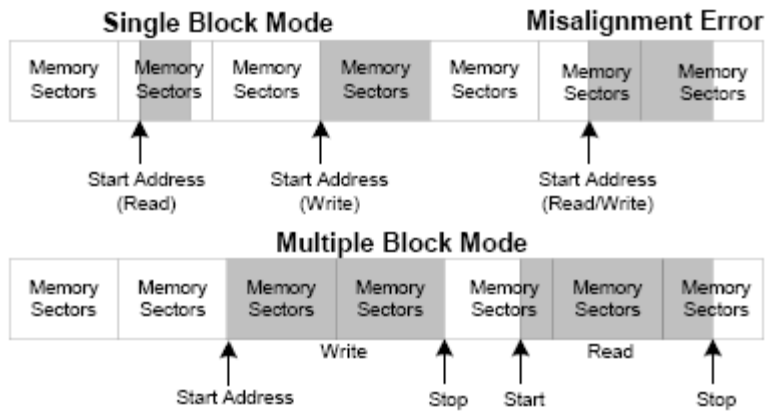 Single Block Mode
Misalignment Error
Memory Memory Memory Memory Memory Memory Memory
Sectors Sectors Sectors Sectors Sectors Sectors Sectors
Start Address Start Address Start Address
(Read) (Write) (Read/Write)
Multiple Block Mode
Memory Memory Memory Memory Memory Memory Memory
Sectors Sectors Sectors Sectors Sectors Sectors Sectors
Write Read
Start Address Stop Start Stop